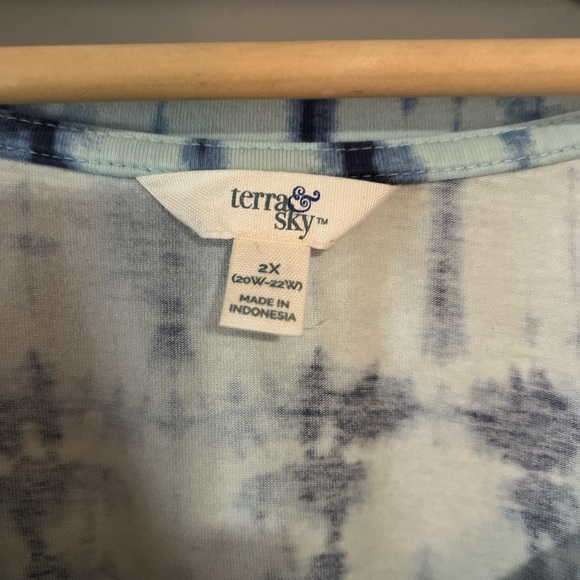 terra &
sky™
2X
(20W-22W)
MADE IN
INDONESIA